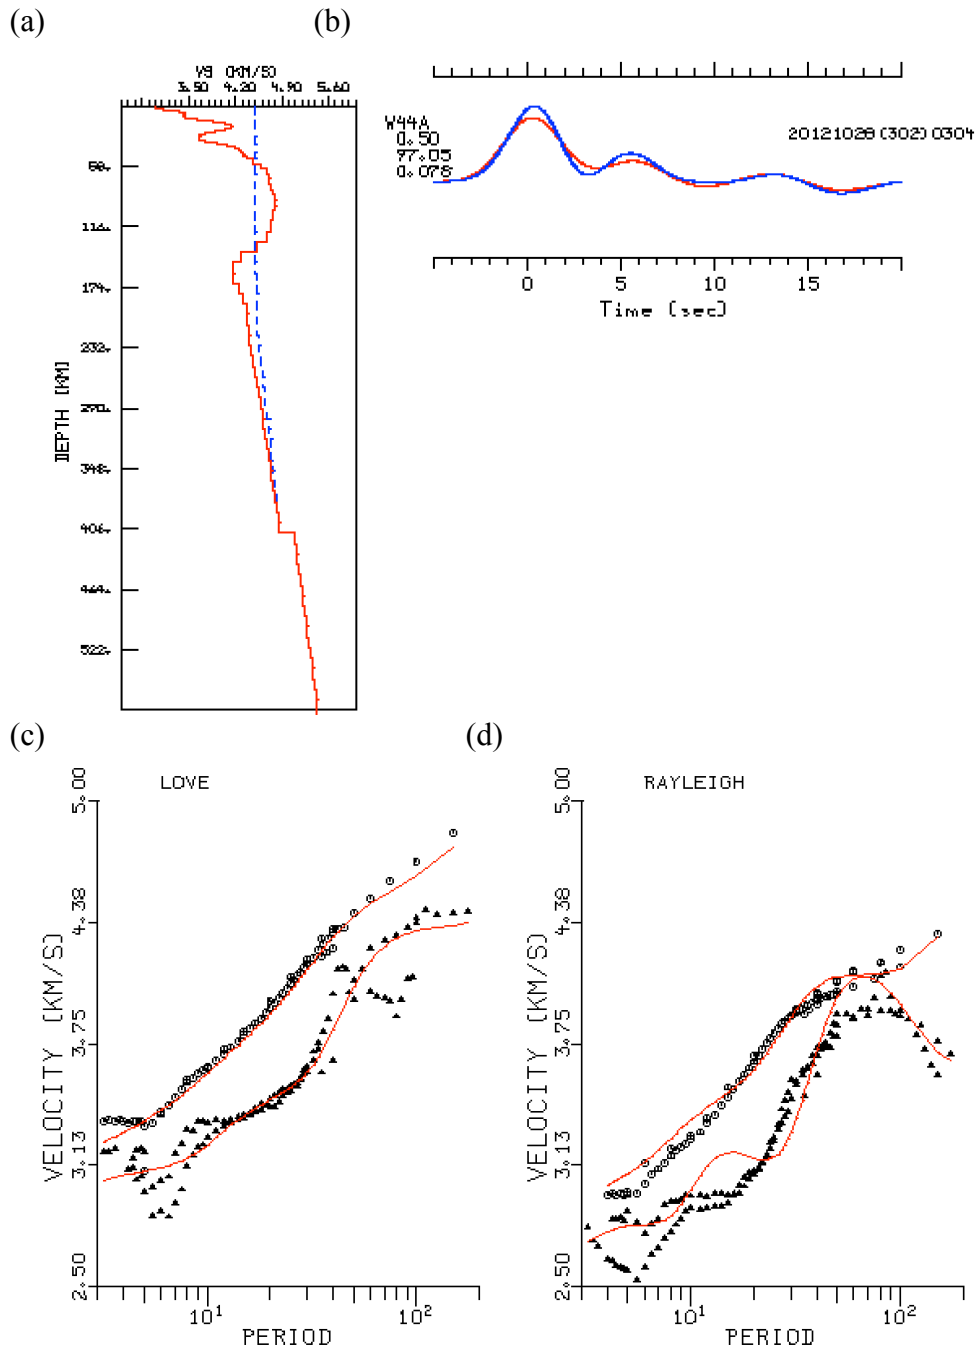 (a)
(b)
VS (KM/S)
3.50 4.20 4.90 5.60
58.
116.
174.
232.
290.
348.
406.
464.
522.
DEPTH (KM)
W44A
0.50
77.05
0.078
20121028(302)0304
0 5 10 15
Time (sec)
(c)
(d)
LOVE
5.00
4.38
3.75
3.13
2.50
VELOCITY (KM/S)
10¹ 10²
PERIOD
RAYLEIGH
5.00
4.38
3.75
3.13
2.50
VELOCITY (KM/S)
10¹ 10²
PERIOD